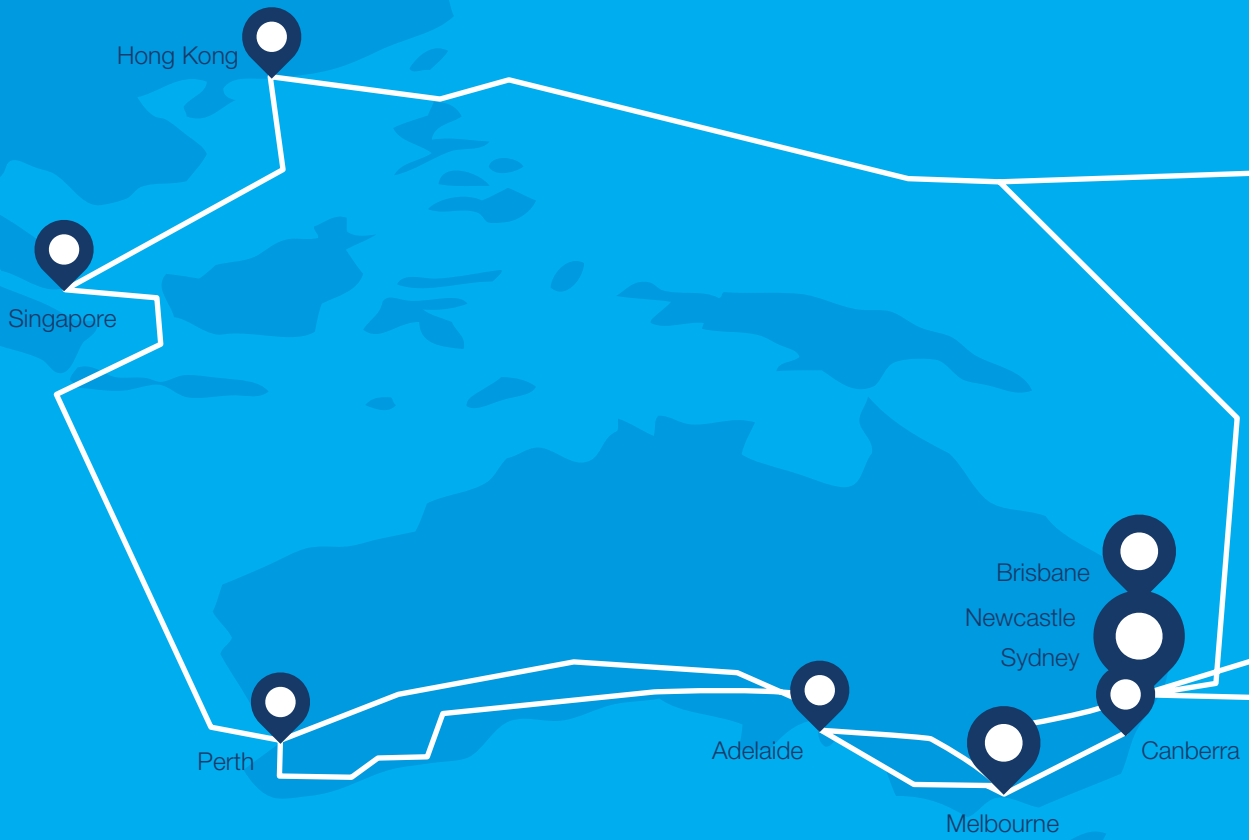 Hong Kong
Singapore
Brisbane
Newcastle
Sydney
Perth
Adelaide
Canberra
Melbourne